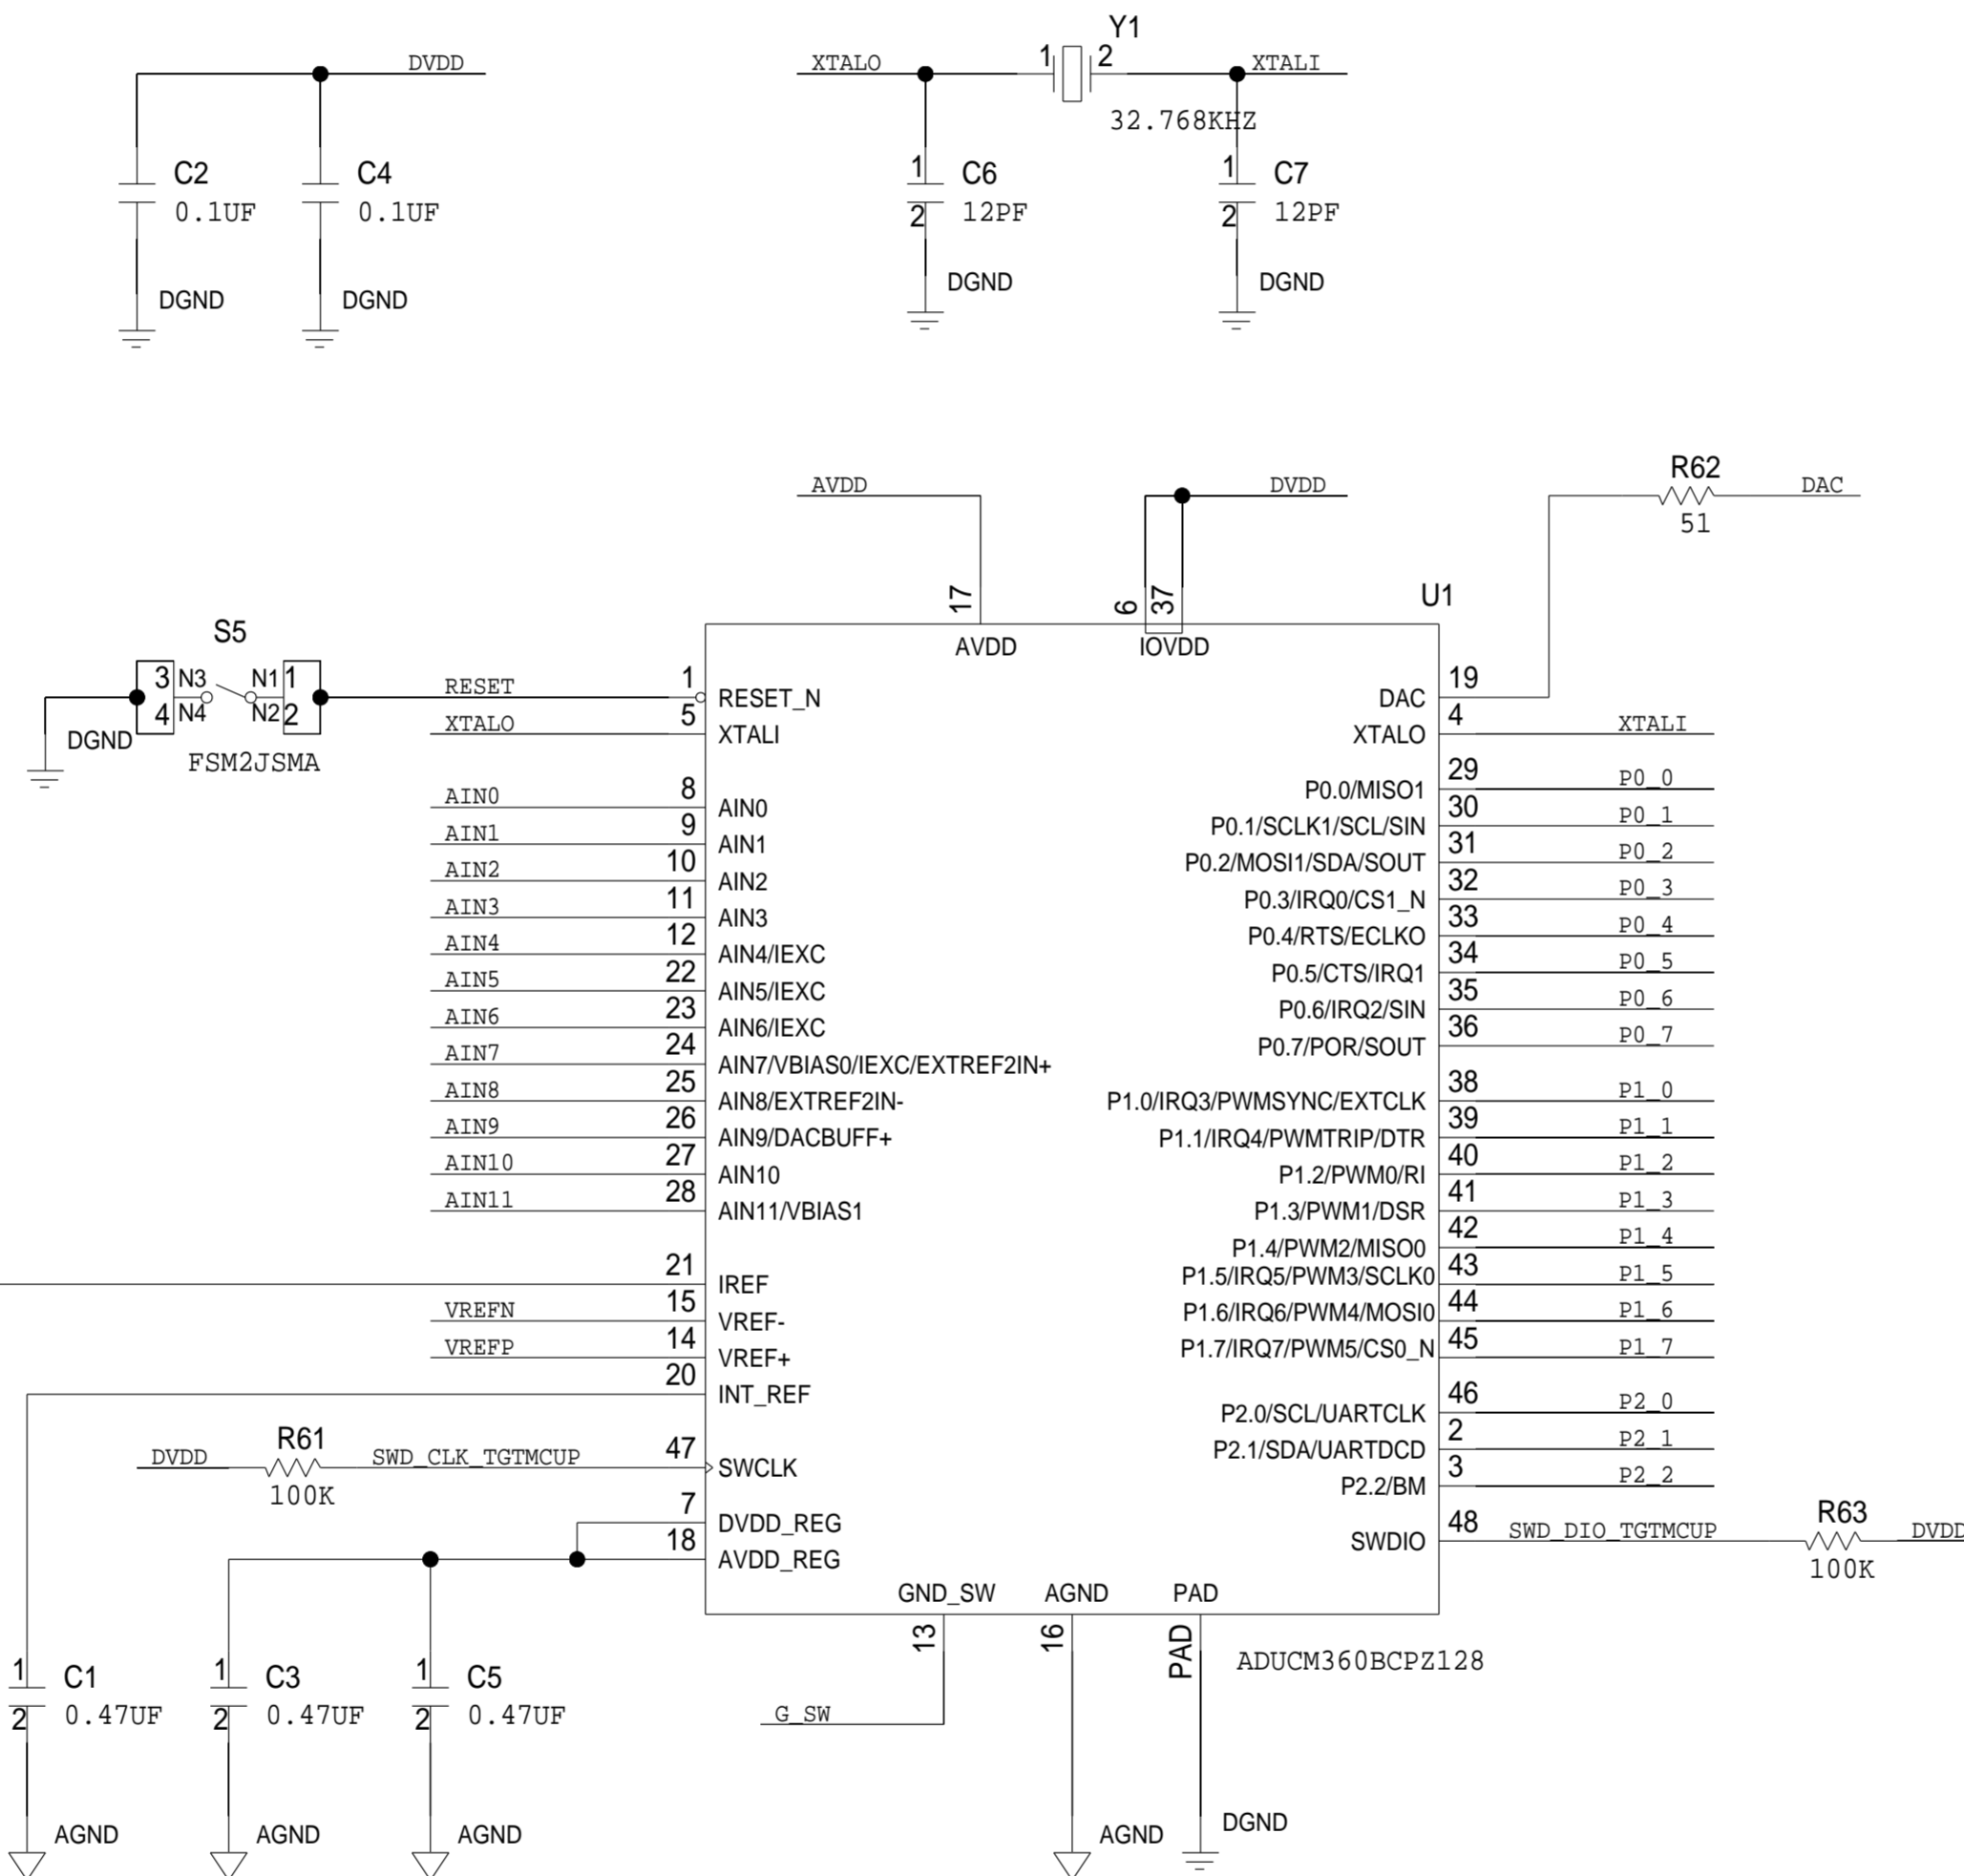 Y1
DVDD
XTALO
1
2
XTALI
32.768KHZ
C2
0.1UF
C4
0.1UF
1
C6
2
12PF
1
C7
2
12PF
DGND
DGND
DGND
DGND
AVDD
DVDD
R62
DAC
51
17
6
37
U1
AVDD
IOVDD
S5
3 N3
N1 1
4 N4
N2 2
DGND
FSM2JSMA
RESET
1
RESET_N
XTALO
5
XTALI
AIN0
8
AIN0
AIN1
9
AIN1
AIN2
10
AIN2
AIN3
11
AIN3
AIN4
12
AIN4/IEXC
AIN5
22
AIN5/IEXC
AIN6
23
AIN6/IEXC
AIN7
24
AIN7/VBIAS0/IEXC/EXTREF2IN+
AIN8
25
AIN8/EXTREF2IN-
AIN9
26
AIN9/DACBUFF+
AIN10
27
AIN10
AIN11
28
AIN11/VBIAS1
21
IREF
VREFN
15
VREF-
VREFP
14
VREF+
20
INT_REF
DVDD
R61
100K
SWD_CLK_TGTMCUP
47
SWCLK
7
DVDD_REG
18
AVDD_REG
DAC
19
XTALO
4
XTALI
P0.0/MISO1
29
P0_0
P0.1/SCLK1/SCL/SIN
30
P0_1
P0.2/MOSI1/SDA/SOUT
31
P0_2
P0.3/IRQ0/CS1_N
32
P0_3
P0.4/RTS/ECLKO
33
P0_4
P0.5/CTS/IRQ1
34
P0_5
P0.6/IRQ2/SIN
35
P0_6
P0.7/POR/SOUT
36
P0_7
P1.0/IRQ3/PWMSYNC/EXTCLK
38
P1_0
P1.1/IRQ4/PWMTRIP/DTR
39
P1_1
P1.2/PWM0/RI
40
P1_2
P1.3/PWM1/DSR
41
P1_3
P1.4/PWM2/MISO0
42
P1_4
P1.5/IRQ5/PWM3/SCLK0
43
P1_5
P1.6/IRQ6/PWM4/MOSI0
44
P1_6
P1.7/IRQ7/PWM5/CS0_N
45
P1_7
P2.0/SCL/UARTCLK
46
P2_0
P2.1/SDA/UARTDCD
2
P2_1
P2.2/BM
3
P2_2
SWDIO
48
SWD_DIO_TGTMCUP
R63
100K
DVDD
GND_SW
AGND
PAD
13
16
PAD
ADUCM360BCPZ128
1
C1
2
0.47UF
1
C3
2
0.47UF
1
C5
2
0.47UF
G_SW
AGND
AGND
AGND
AGND
DGND